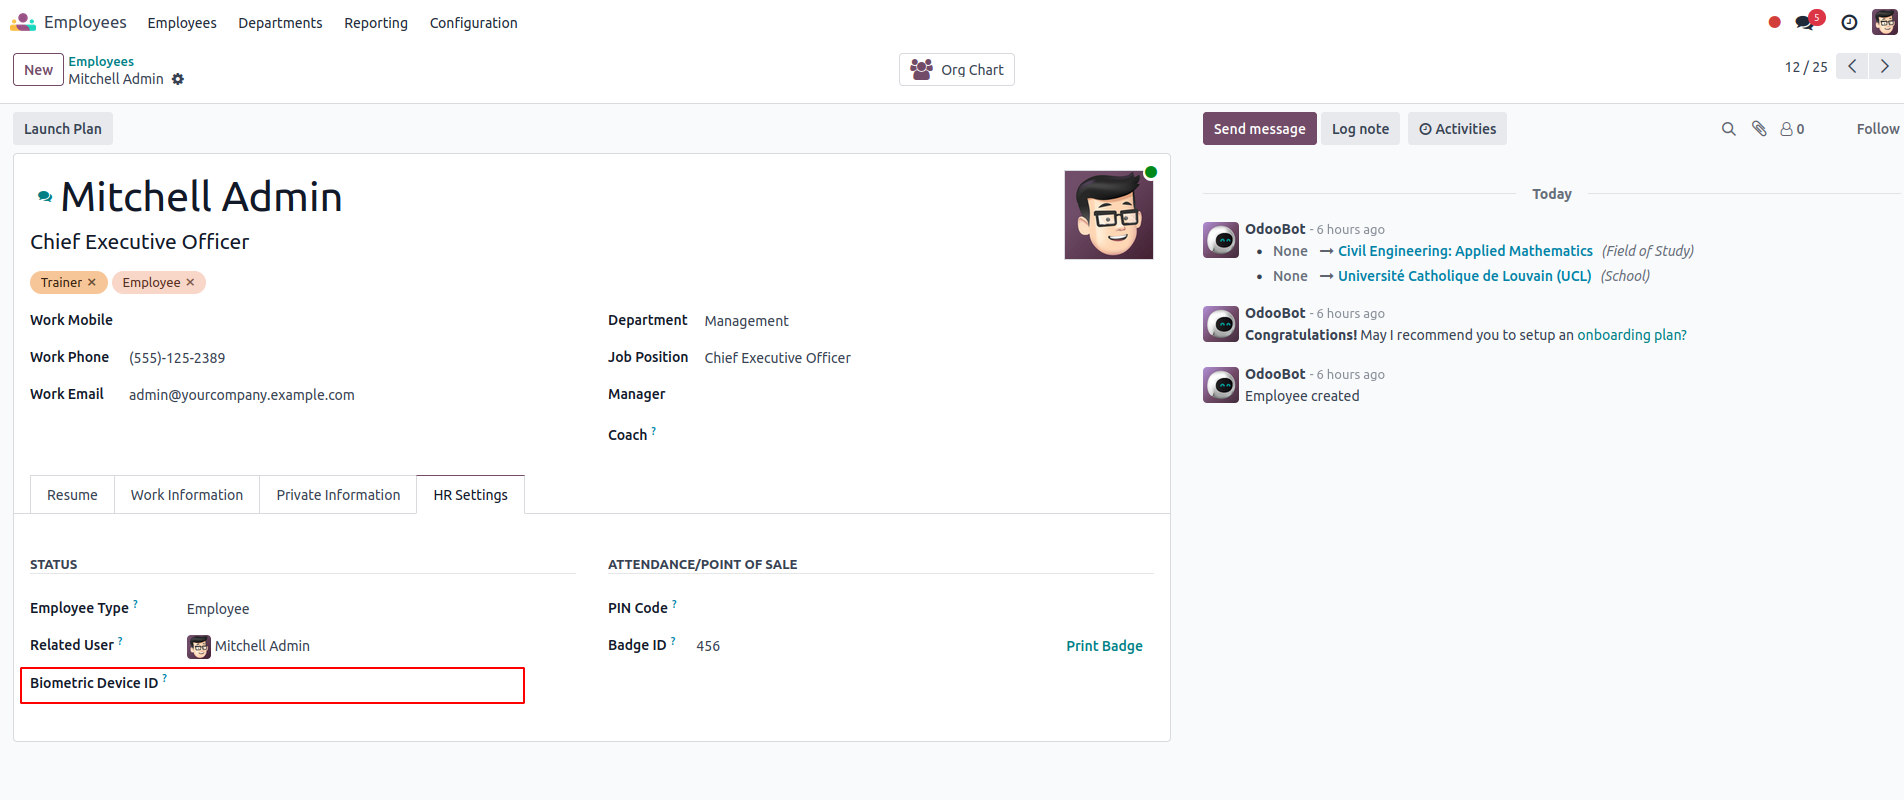 Employees Employees Departments Reporting Configuration 5
New Employees Org Chart 12 / 25
Mitchell Admin
Launch Plan Send message Log note Activities 0 Follow
Mitchell Admin
Chief Executive Officer
Trainer × Employee ×
Work Mobile Department Management
Work Phone (555)-125-2389 Job Position Chief Executive Officer
Work Email admin@yourcompany.example.com Manager
Coach ?
Resume Work Information Private Information HR Settings
STATUS ATTENDANCE/POINT OF SALE
Employee Type ? Employee PIN Code ?
Related User ? Mitchell Admin Badge ID ? 456 Print Badge
Biometric Device ID ?
Today
OdooBot - 6 hours ago
• None → Civil Engineering: Applied Mathematics (Field of Study)
• None → Université Catholique de Louvain (UCL) (School)
OdooBot - 6 hours ago
Congratulations! May I recommend you to setup an onboarding plan?
OdooBot - 6 hours ago
Employee created